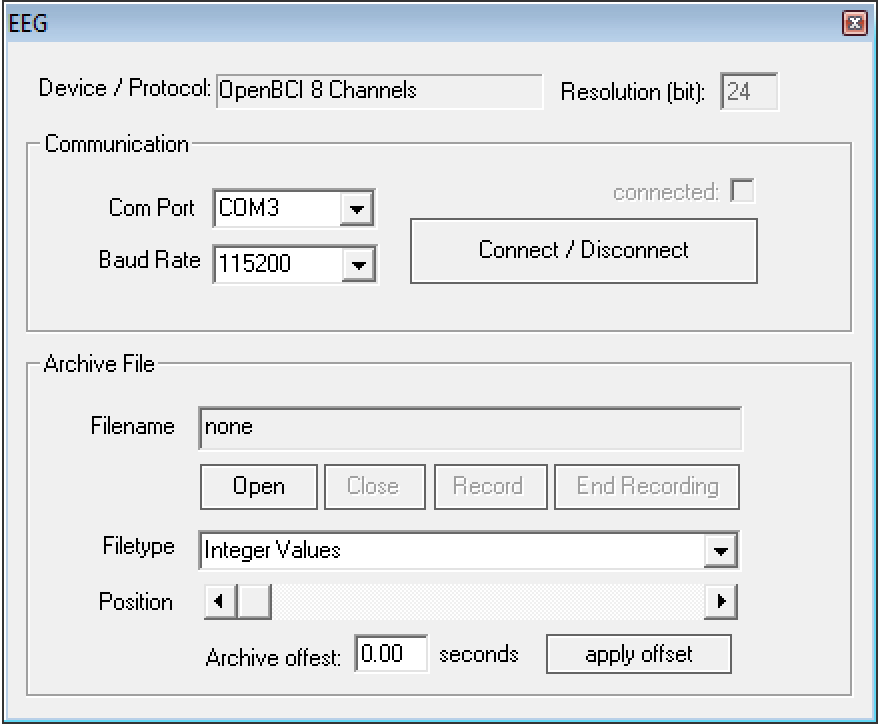 EEG
Device / Protocol: OpenBCI 8 Channels Resolution (bit): 24
Communication
connected:
Com Port COM3
Connect / Disconnect
Baud Rate 115200
Archive File
Filename none
Open Close Record End Recording
Filetype Integer Values
Position
Archive offest: 0.00 seconds apply offset